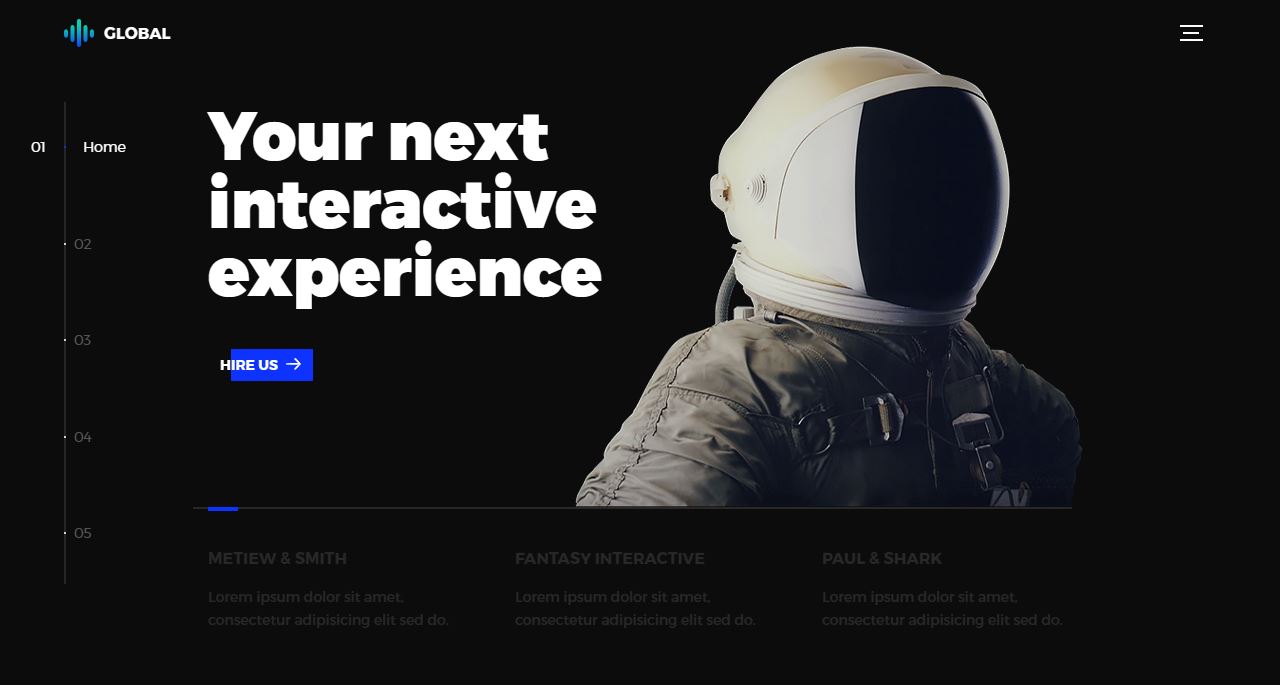 GLOBAL
01 Home
Your next
interactive
experience
02
03
HIRE US
04
05
METIEW & SMITH
Lorem ipsum dolor sit amet,
consectetur adipisicing elit sed do.
FANTASY INTERACTIVE
Lorem ipsum dolor sit amet,
consectetur adipisicing elit sed do.
PAUL & SHARK
Lorem ipsum dolor sit amet,
consectetur adipisicing elit sed do.